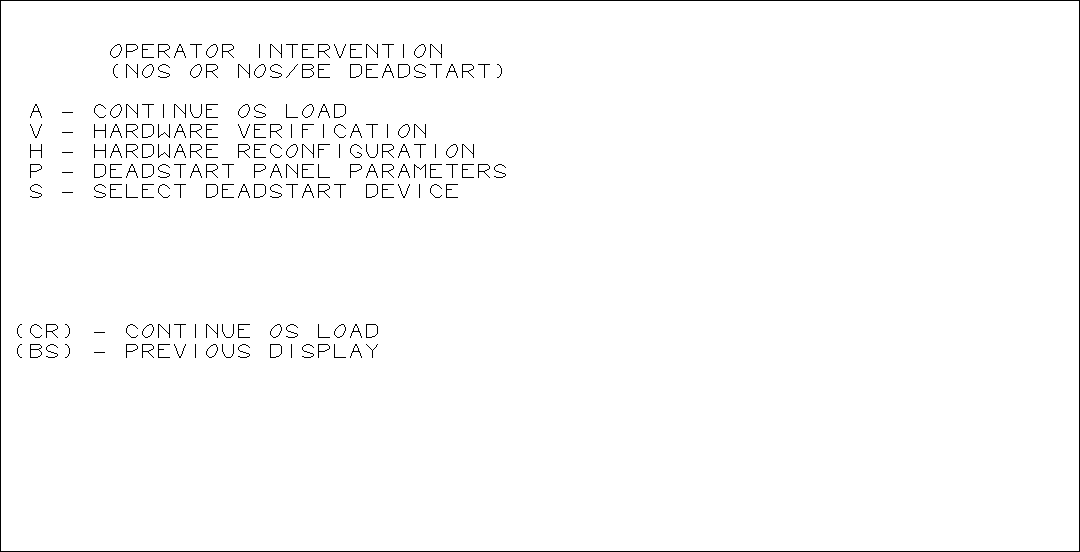 OPERATOR INTERVENTION
(NOS OR NOS/BE DEADSTART)
A - CONTINUE OS LOAD
V - HARDWARE VERIFICATION
H - HARDWARE RECONFIGURATION
P - DEADSTART PANEL PARAMETERS
S - SELECT DEADSTART DEVICE
(CR) - CONTINUE OS LOAD
(BS) - PREVIOUS DISPLAY